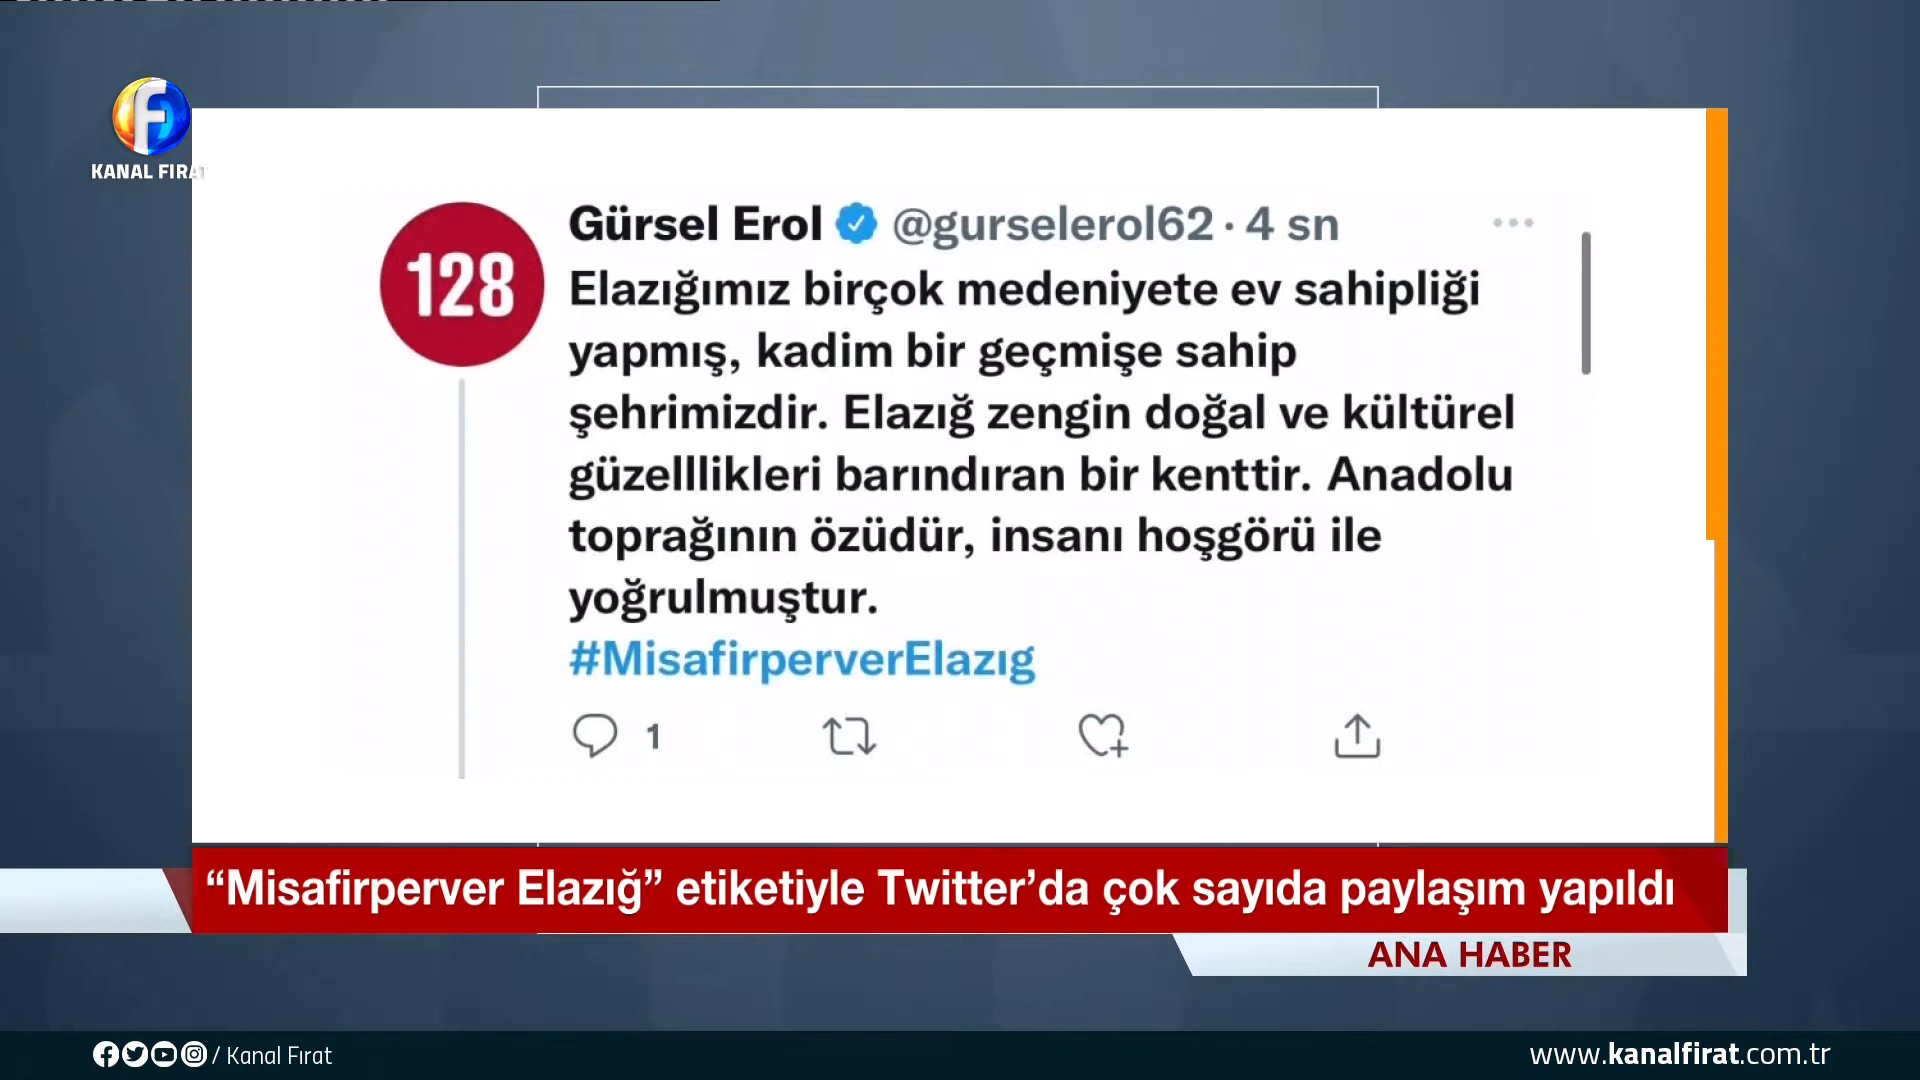 KANAL FIRAT
128
Gürsel Erol @gurselerol62 · 4 sn
Elazığımız birçok medeniyete ev sahipliği
yapmış, kadim bir geçmişe sahip
şehrimizdir. Elazığ zengin doğal ve kültürel
güzelllikleri barındıran bir kenttir. Anadolu
toprağının özüdür, insanı hoşgörü ile
yoğrulmuştur.
#MisafirperverElazıg
1
“Misafirperver Elazığ” etiketiyle Twitter’da çok sayıda paylaşım yapıldı
ANA HABER
/ Kanal Fırat
www.kanalfirat.com.tr